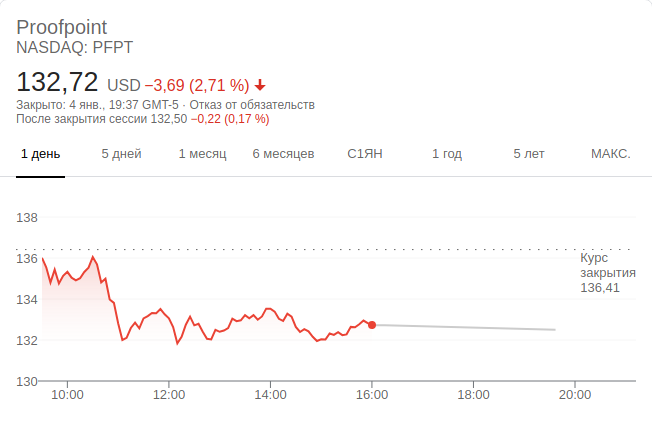 Proofpoint
NASDAQ: PFPT
132,72 USD −3,69 (2,71 %)
Закрыто: 4 янв., 19:37 GMT-5 · Отказ от обязательств
После закрытия сессии 132,50 −0,22 (0,17 %)
1 день 5 дней 1 месяц 6 месяцев С1ЯН 1 год 5 лет МАКС.
138
136
Курс
закрытия
136,41
134
132
130
10:00 12:00 14:00 16:00 18:00 20:00